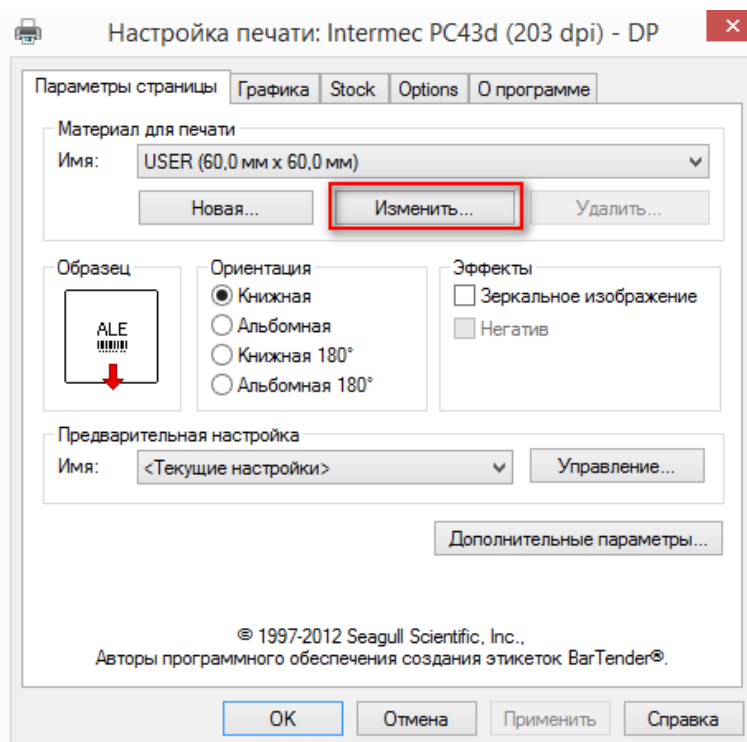 Настройка печати: Intermec PC43d (203 dpi) - DP
Параметры страницы Графика Stock Options О программе
Материал для печати
Имя: USER (60,0 мм x 60,0 мм)
Новая... Изменить... Удалить...
Образец Ориентация Эффекты
ALE
Книжная Зеркальное изображение
Альбомная Негатив
Книжная 180°
Альбомная 180°
Предварительная настройка
Имя: <Текущие настройки> Управление...
Дополнительные параметры...
© 1997-2012 Seagull Scientific, Inc.,
Авторы программного обеспечения создания этикеток BarTender®.
OK Отмена Применить Справка